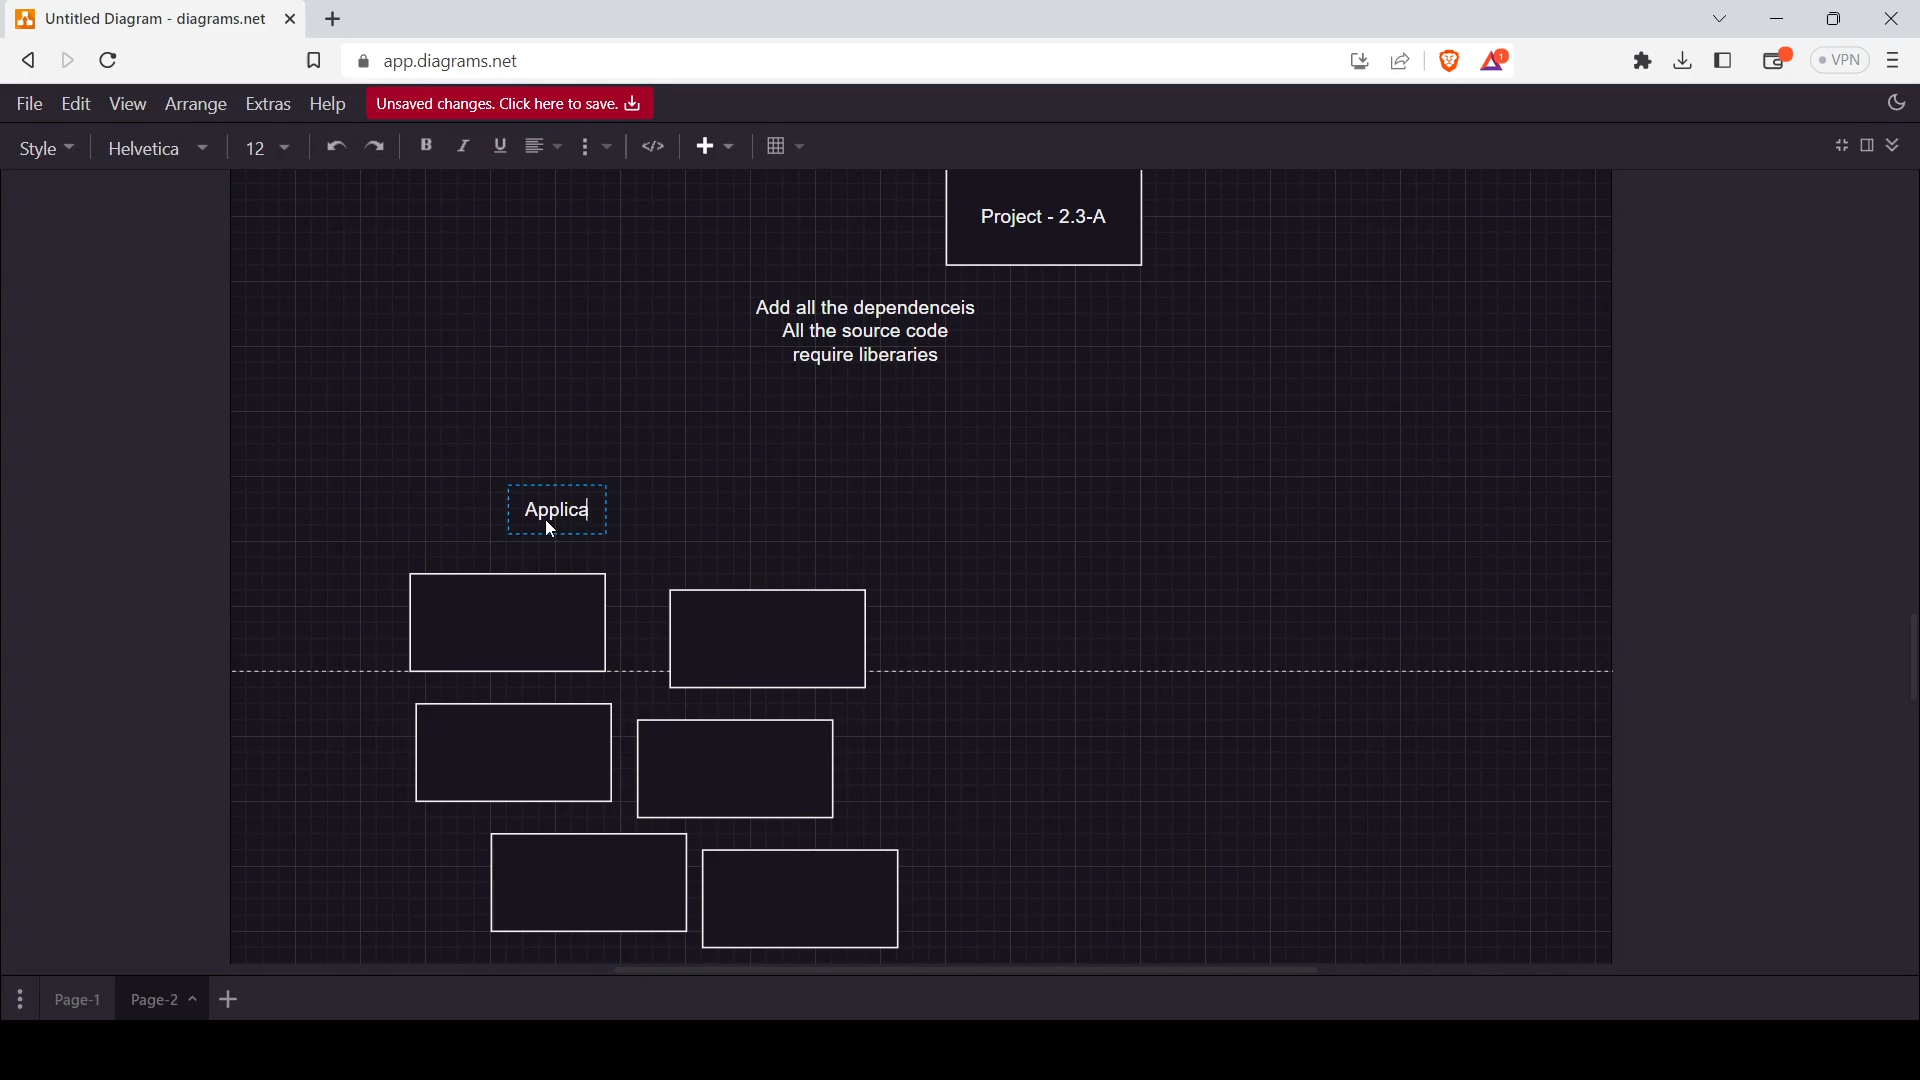 Untitled Diagram - diagrams.net
app.diagrams.net
1
VPN
File Edit View Arrange Extras Help Unsaved changes. Click here to save.
Style Helvetica 12 B I U </>
Project - 2.3-A
Add all the dependenceis
All the source code
require liberaries
Applica
Page-1 Page-2